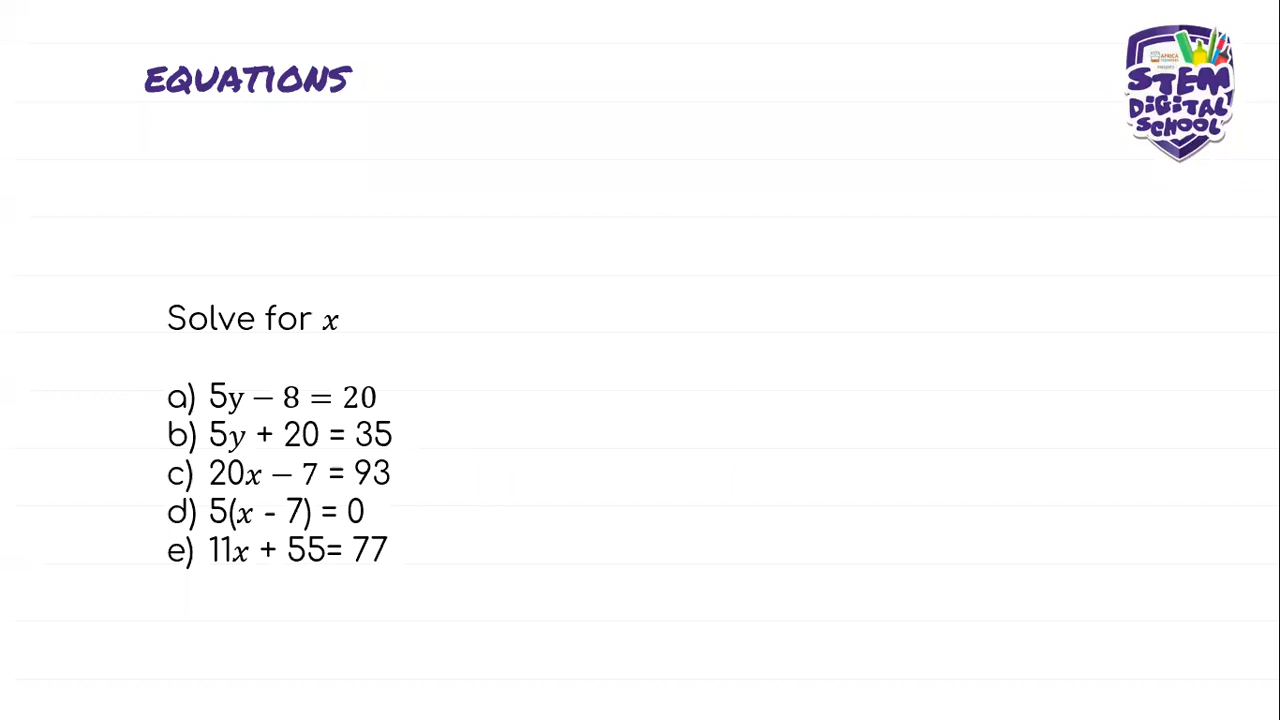 EQUATIONS
AFRICA
STEM
DIGITAL
SCHOOL
Solve for x
a) 5y − 8 = 20
b) 5y + 20 = 35
c) 20x − 7 = 93
d) 5(x - 7) = 0
e) 11x + 55= 77